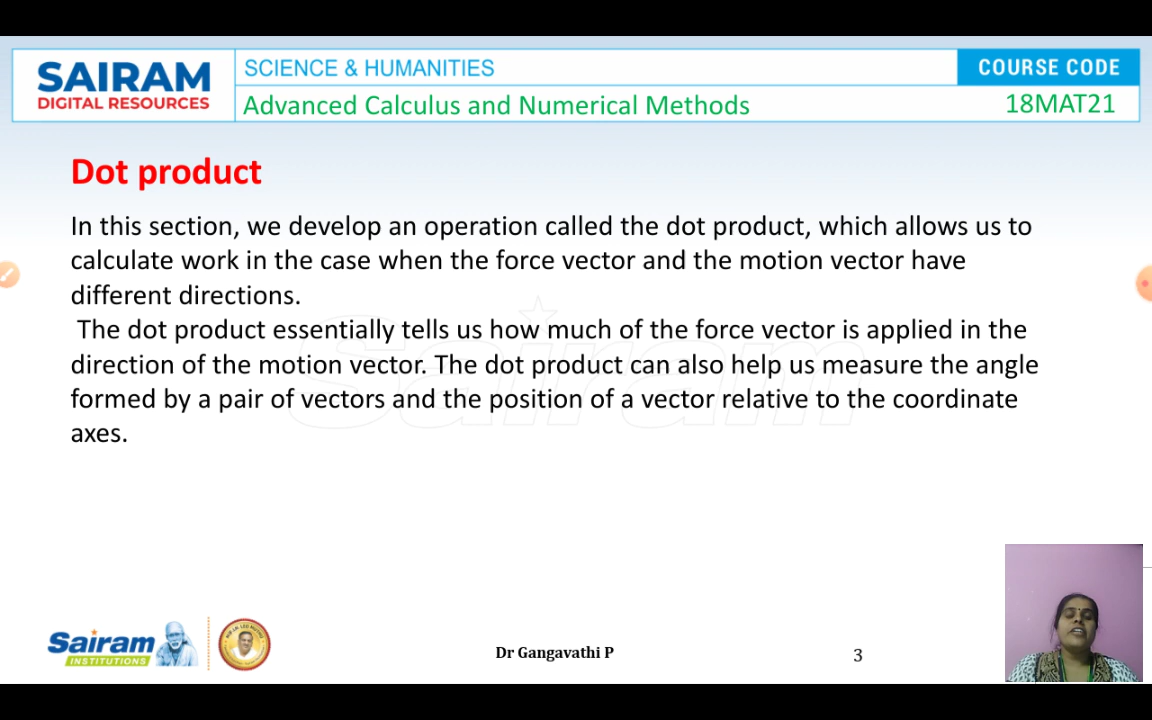 SAIRAM
DIGITAL RESOURCES
SCIENCE & HUMANITIES
COURSE CODE
Advanced Calculus and Numerical Methods
18MAT21
Dot product
In this section, we develop an operation called the dot product, which allows us to
calculate work in the case when the force vector and the motion vector have
different directions.
The dot product essentially tells us how much of the force vector is applied in the
direction of the motion vector. The dot product can also help us measure the angle
formed by a pair of vectors and the position of a vector relative to the coordinate
axes.
Sairam
Sairam
INSTITUTIONS
Dr Gangavathi P
3